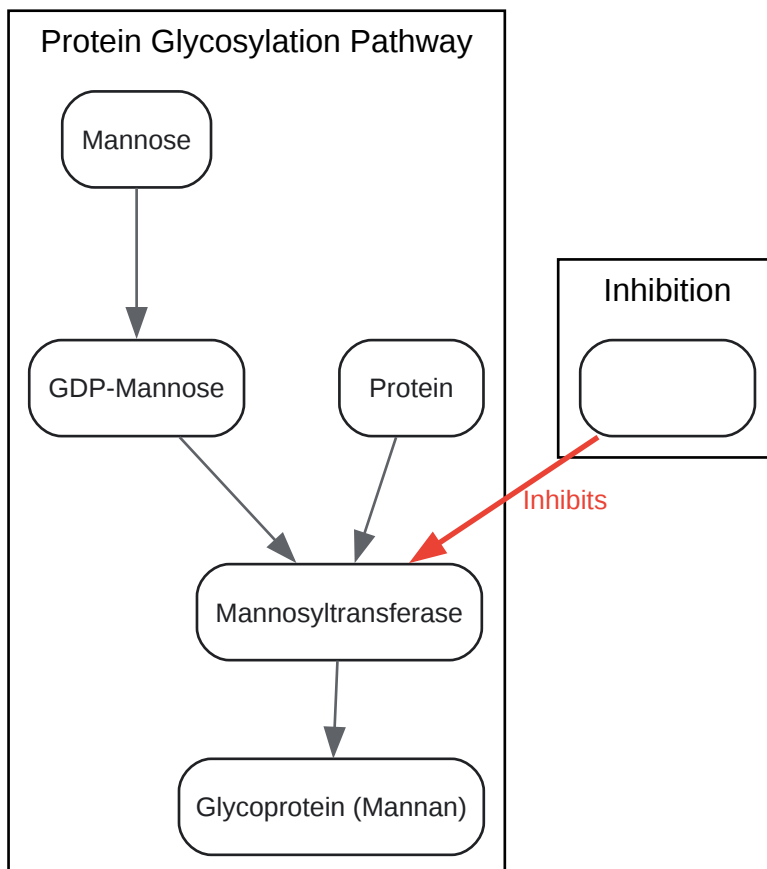 Protein Glycosylation Pathway
Mannose
Inhibition
GDP-Mannose
Protein
Inhibits
Mannosyltransferase
Glycoprotein (Mannan)